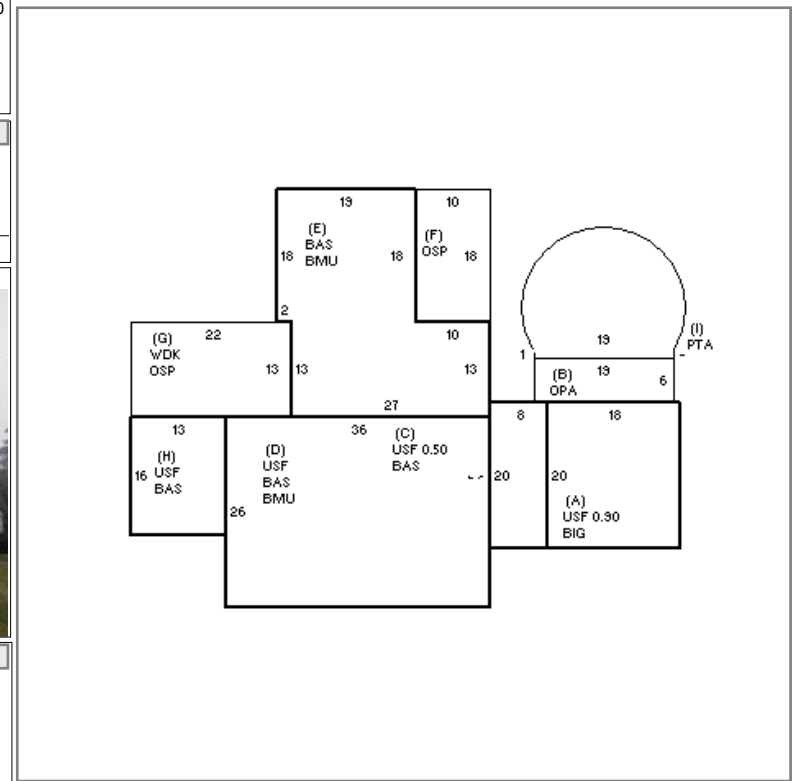 19
10
(E)
BAS
BMU
(F)
OSP
18
18
18
2
(G)
WDK
OSP
22
13
13
10
13
27
19
1
(I)
PTA
(B)
OPA
19
6
13
(H)
USF
BAS
16
36
(D)
USF
BAS
BMU
26
(C)
USF 0.50
BAS
8
20
18
20
(A)
USF 0.90
BIG